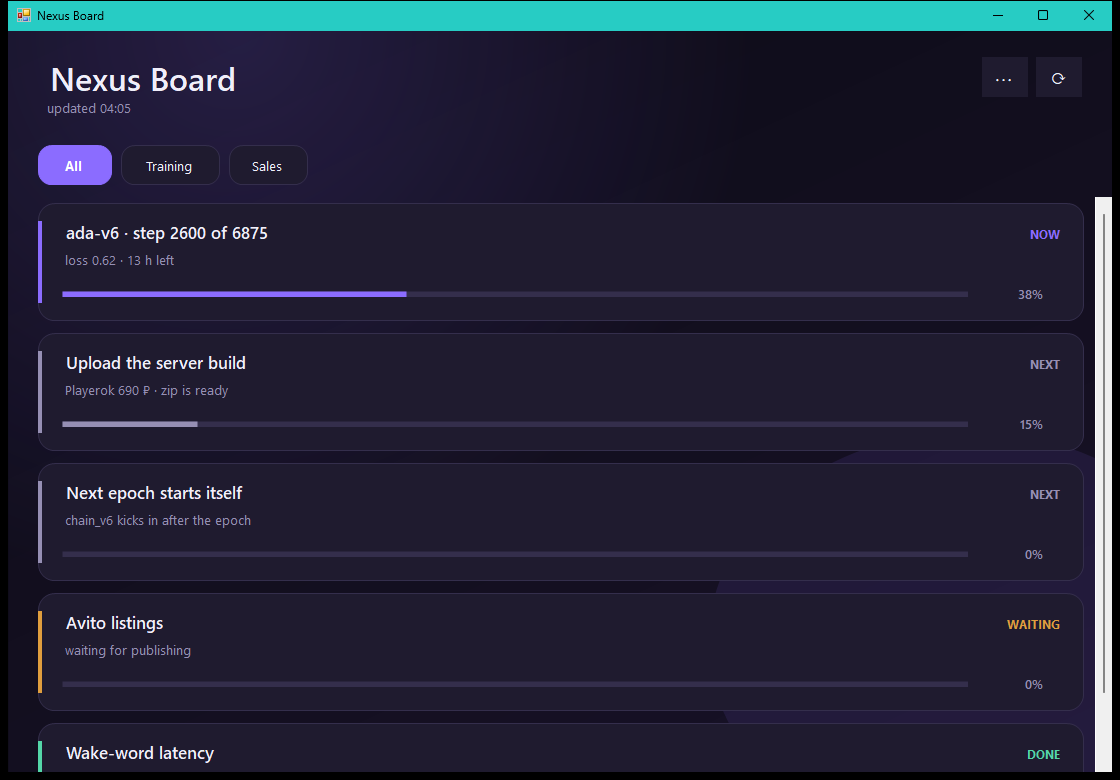 Nexus Board
Nexus Board
updated 04:05
All
Training
Sales
ada-v6 · step 2600 of 6875
NOW
loss 0.62 · 13 h left
38%
Upload the server build
NEXT
Playerok 690 ₽ · zip is ready
15%
Next epoch starts itself
NEXT
chain_v6 kicks in after the epoch
0%
Avito listings
WAITING
waiting for publishing
0%
Wake-word latency
DONE